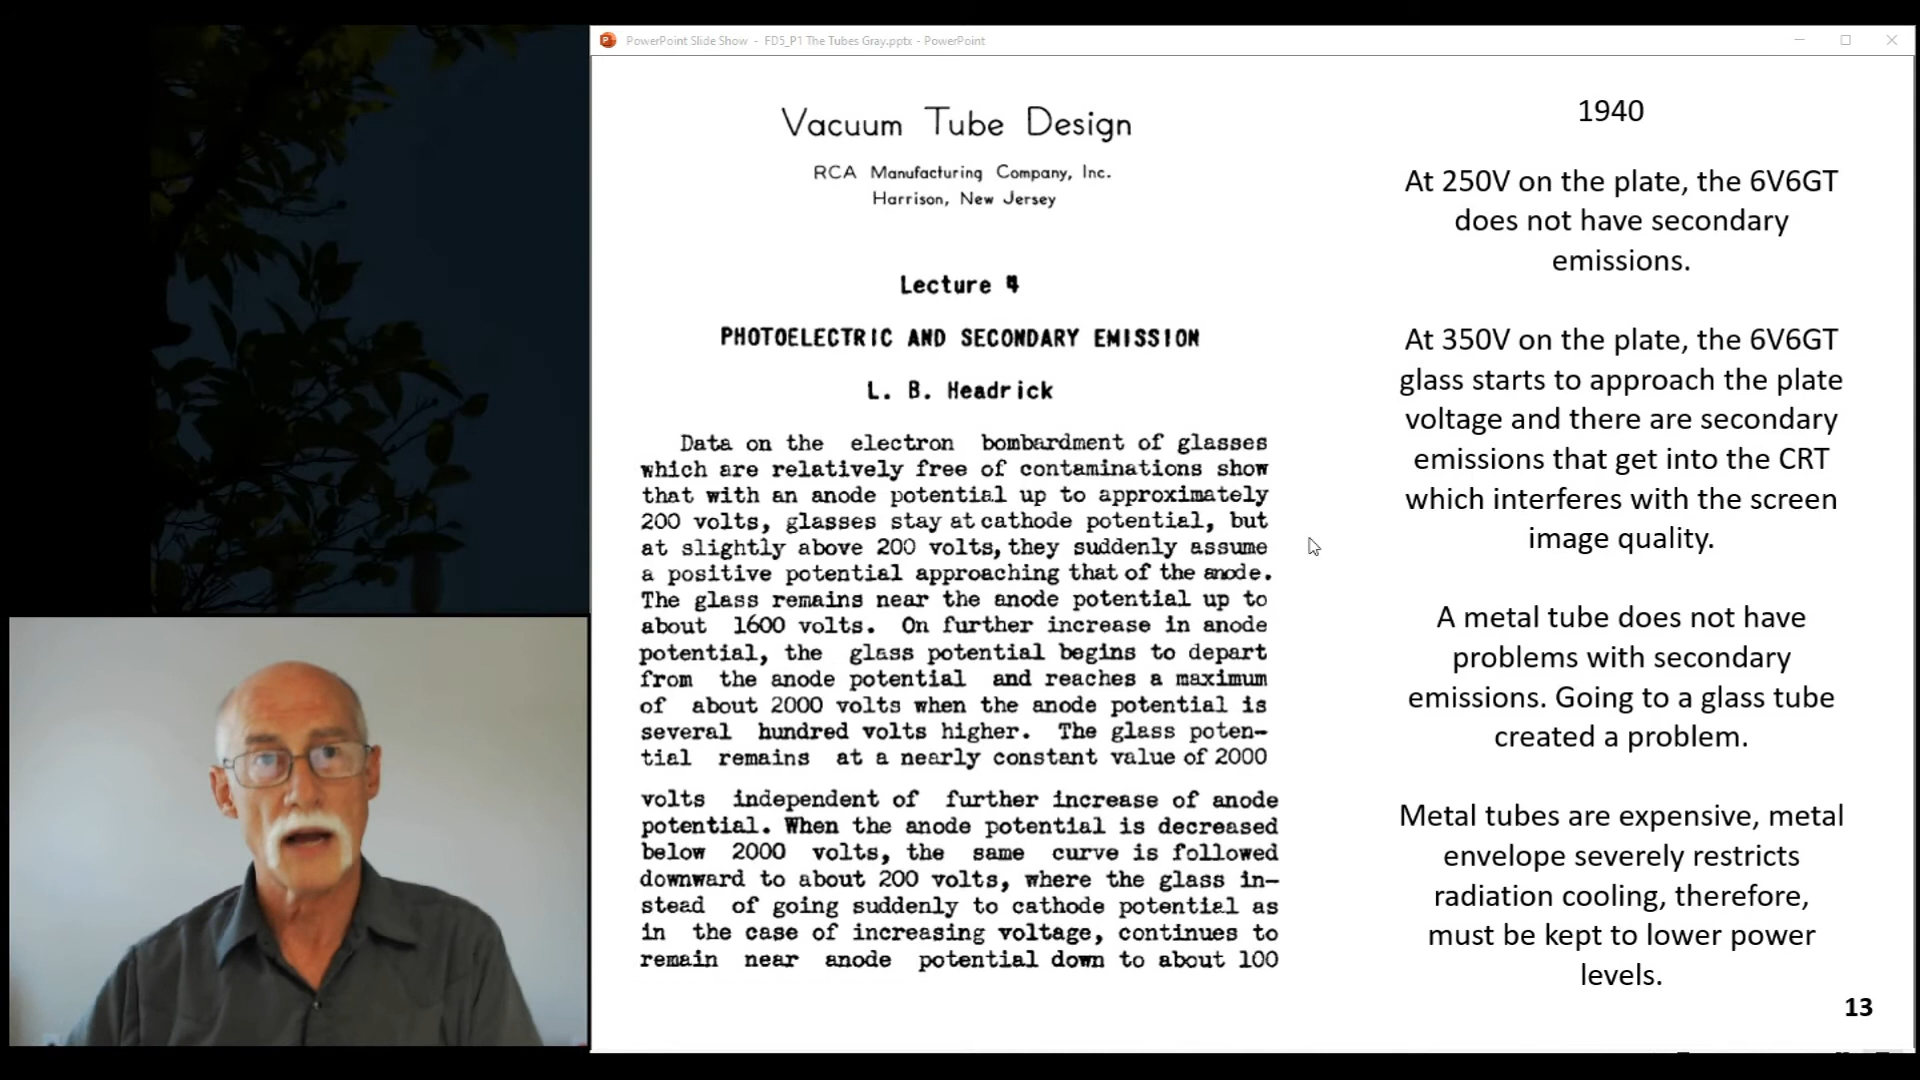 PowerPoint Slide Show - FD5_P1 The Tubes Gray.pptx - PowerPoint
Vacuum Tube Design
RCA Manufacturing Company, Inc.
Harrison, New Jersey
Lecture 4
PHOTOELECTRIC AND SECONDARY EMISSION
L. B. Headrick
Data on the electron bombardment of glasses
which are relatively free of contaminations show
that with an anode potential up to approximately
200 volts, glasses stay at cathode potential, but
at slightly above 200 volts, they suddenly assume
a positive potential approaching that of the anode.
The glass remains near the anode potential up to
about 1600 volts. On further increase in anode
potential, the glass potential begins to depart
from the anode potential and reaches a maximum
of about 2000 volts when the anode potential is
several hundred volts higher. The glass poten-
tial remains at a nearly constant value of 2000
volts independent of further increase of anode
potential. When the anode potential is decreased
below 2000 volts, the same curve is followed
downward to about 200 volts, where the glass in-
stead of going suddenly to cathode potential as
in the case of increasing voltage, continues to
remain near anode potential down to about 100
1940
At 250V on the plate, the 6V6GT
does not have secondary
emissions.
At 350V on the plate, the 6V6GT
glass starts to approach the plate
voltage and there are secondary
emissions that get into the CRT
which interferes with the screen
image quality.
A metal tube does not have
problems with secondary
emissions. Going to a glass tube
created a problem.
Metal tubes are expensive, metal
envelope severely restricts
radiation cooling, therefore,
must be kept to lower power
levels.
13